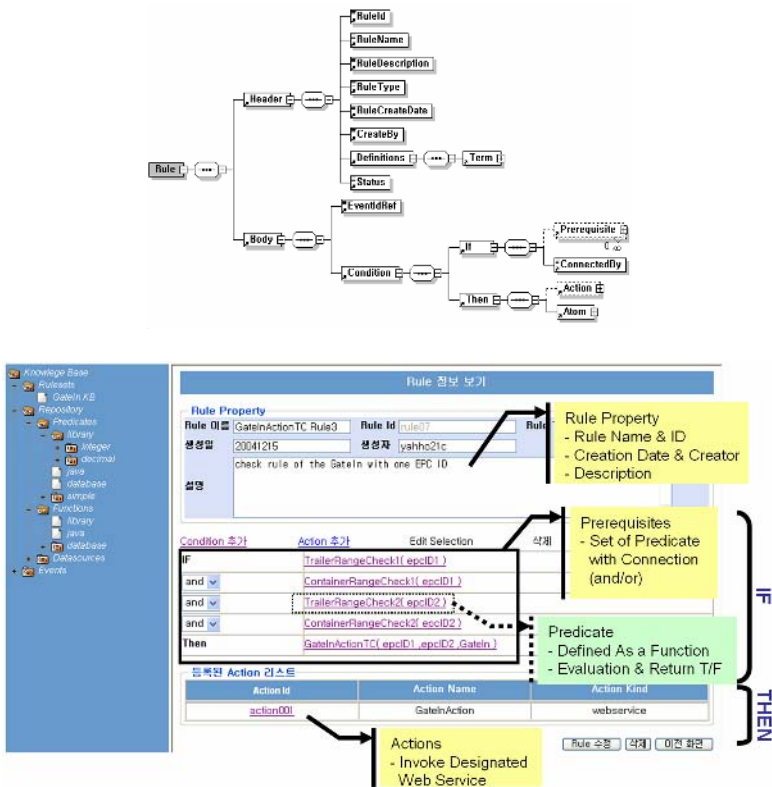 RuleId
RuleName
RuleDescription
RuleType
Header
RuleCreateDate
CreateBy
Definitions
Term
Rule
Status
EventIdRef
Body
Prerequisite
If
ConnectedBy
Condition
Action
Then
Atom
Knowlege Base
Rulesets
GateIn KB
Repository
Predicates
library
integer
decimal
java
database
simple
Functions
library
java
database
Datasources
Events
Rule 정보 보기
Rule Property
Rule 이름 GateInActionTC Rule3 Rule Id rule07 Rule
생성일 20041215 생성자 yahho21c
설명 check rule of the GateIn with one EPC ID
Rule Property
- Rule Name & ID
- Creation Date & Creator
- Description
Condition 추가 Action 추가 Edit Selection 삭제
IF TrailerRangeCheck1( epcID1 )
and ContainerRangeCheck1( epcID1 )
and TrailerRangeCheck2( epcID2 )
and ContainerRangeCheck2( epcID2 )
Then GateInActionTC( epcID1 ,epcID2 ,GateIn )
Prerequisites
- Set of Predicate
with Connection
(and/or)
IF
Predicate
- Defined As a Function
- Evaluation & Return T/F
등록된 Action 리스트
Action Id Action Name Action Kind
action001 GateInAction webservice
THEN
Actions
- Invoke Designated
Web Service
Rule 수정 삭제 이전 화면